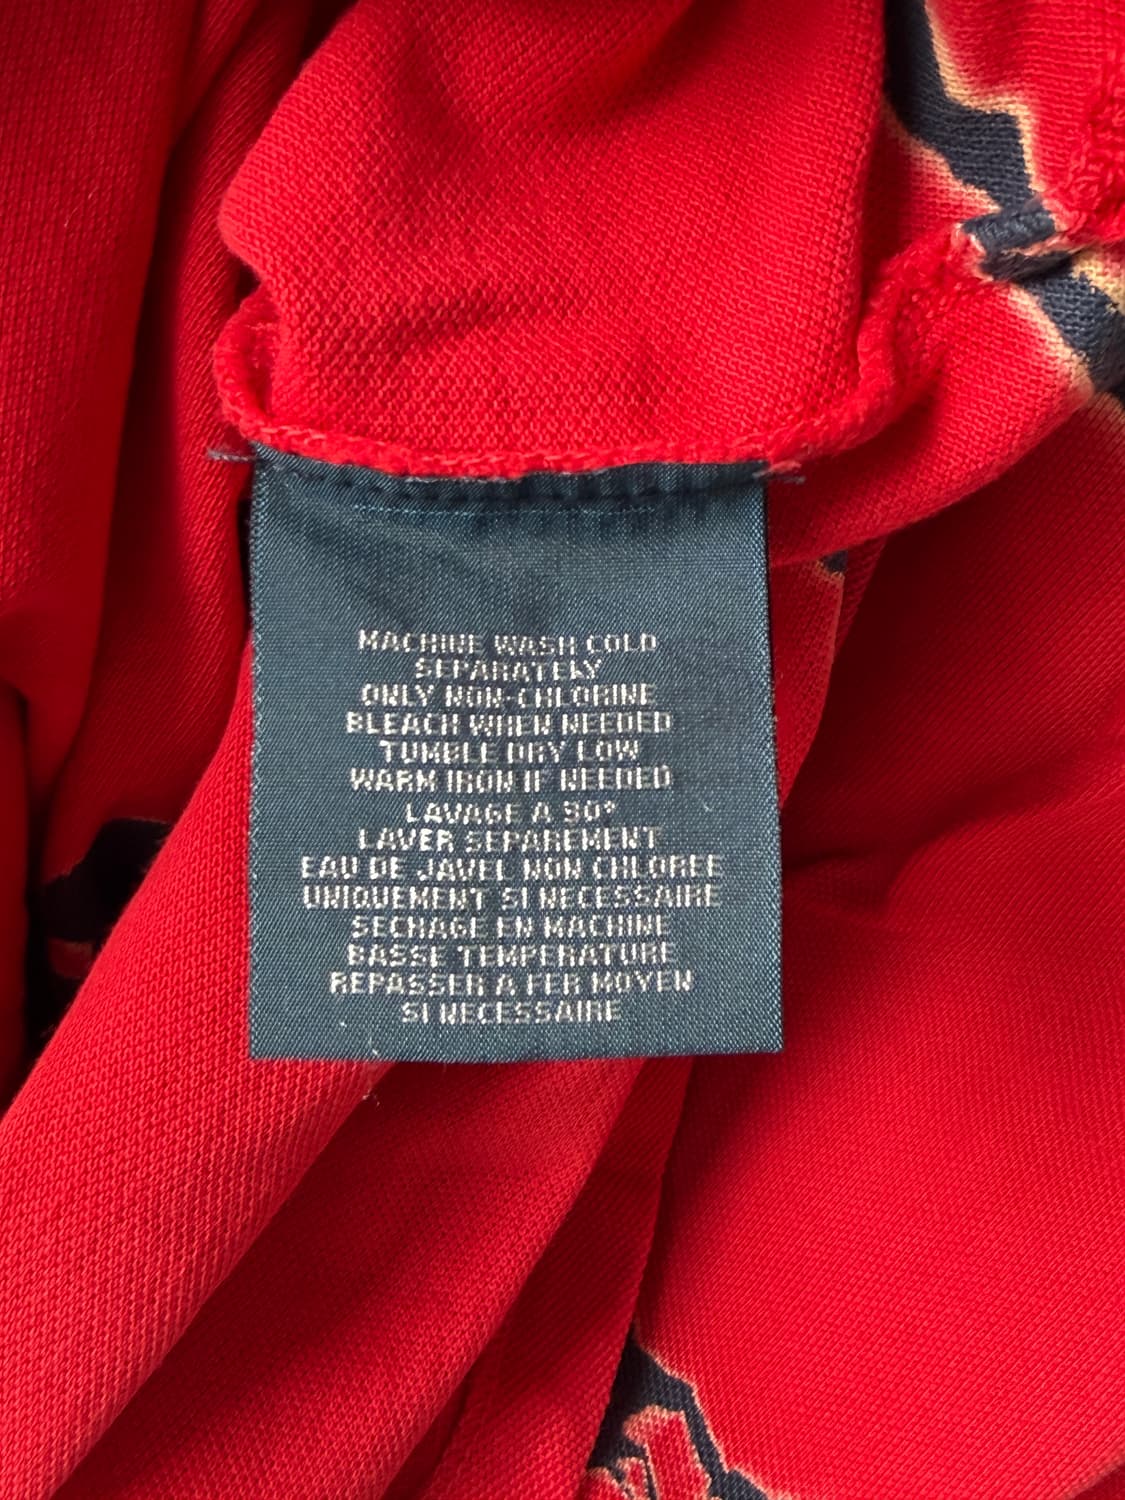 MACHINE WASH COLD
SEPARATELY
ONLY NON-CHLORINE
BLEACH WHEN NEEDED
TUMBLE DRY LOW
WARM IRON IF NEEDED
LAVAGE A 30°
LAVER SEPAREMENT
EAU DE JAVEL NON CHLOREE
UNIQUEMENT SI NECESSAIRE
SECHAGE EN MACHINE
BASSE TEMPERATURE
REPASSER A FER MOYEN
SI NECESSAIRE